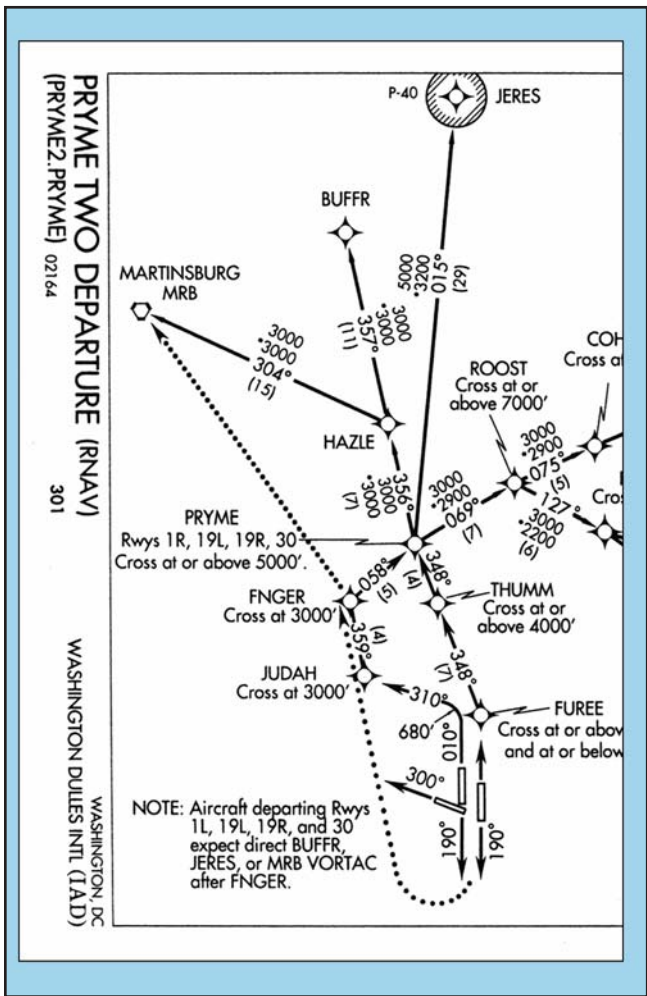 PRYME TWO DEPARTURE (RNAV)
(PRYME2.PRYME) 02164
301
WASHINGTON, DC
WASHINGTON DULLES INTL (IAD)
P-40
JERES
BUFFR
MARTINSBURG
MRB
5000
*3200
015°
(29)
3000
*3000
357°
(11)
3000
*3000
304°
(15)
COH
Cross at
ROOST
Cross at or
above 7000'
HAZLE
3000
*2900
075°
(5)
3000
*3000
356°
(7)
3000
*2900
069°
(7)
127°
3000
*2200
(6)
Cros
PRYME
Rwys 1R, 19L, 19R, 30
Cross at or above 5000'.
348°
(4)
058°
(5)
FNGER
Cross at 3000'
THUMM
Cross at or
above 4000'
359°
(4)
348°
(7)
JUDAH
Cross at 3000'
310°
680'
010°
FUREE
Cross at or abov
and at or below
300°
190°
190°
NOTE: Aircraft departing Rwys
1L, 19L, 19R, and 30
expect direct BUFFR,
JERES, or MRB VORTAC
after FNGER.